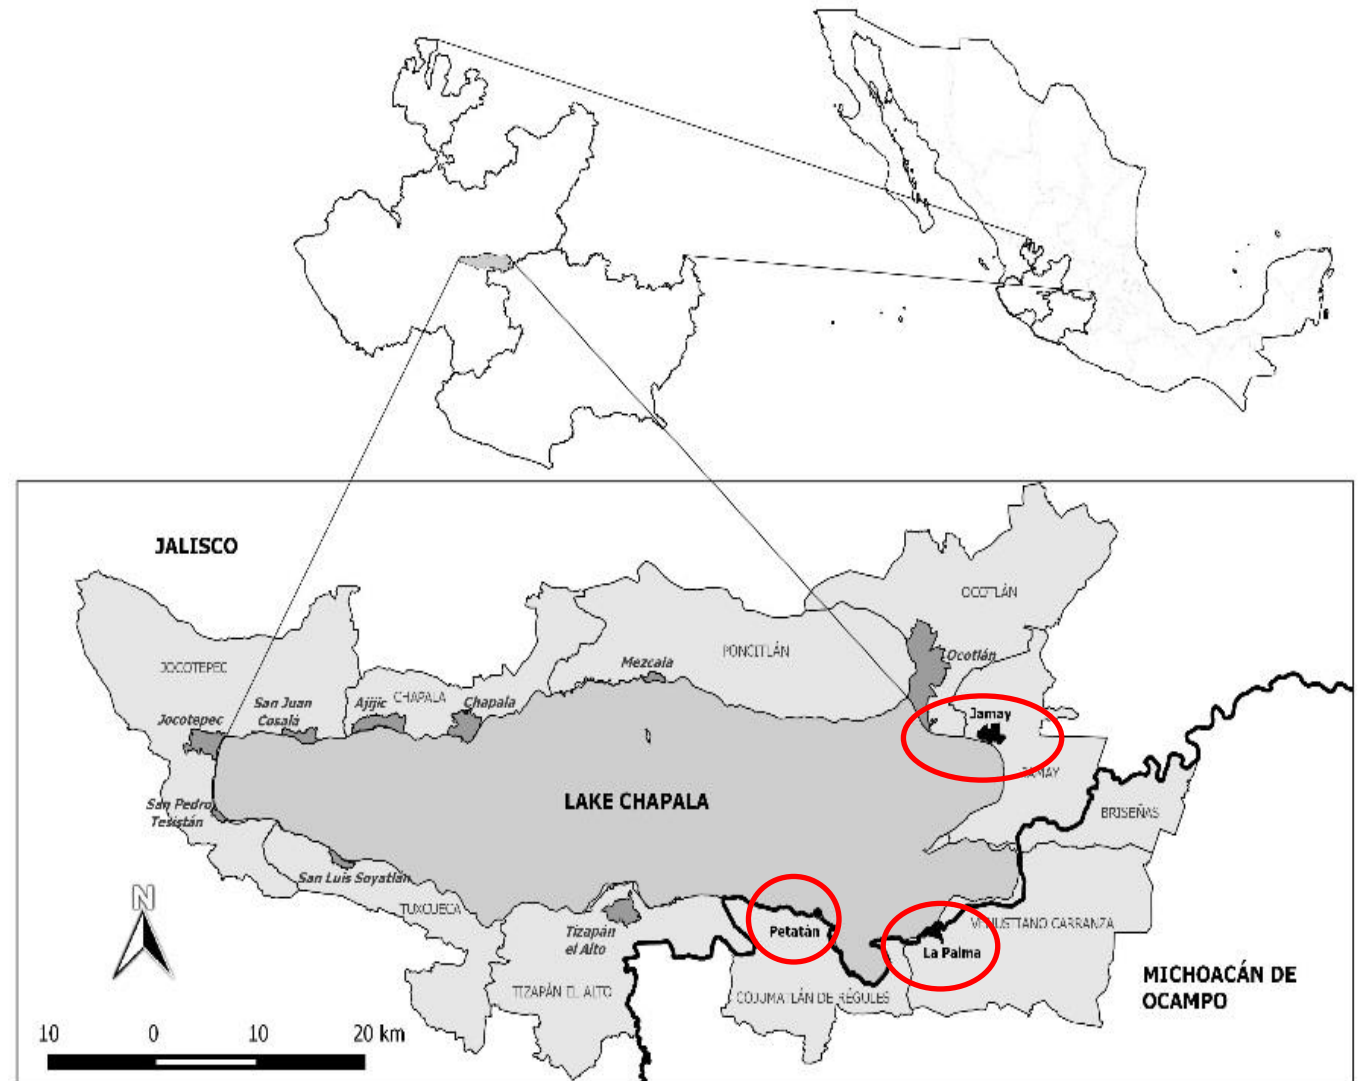 JALISCO
OCOTLÁN
JOCOTEPEC
PONCITLÁN
Mezcala
Ocotlán
San Juan
Cosalá
Ajijic
CHAPALA
Chapala
Jocotepec
Jamay
JAMAY
LAKE CHAPALA
San Pedro
Tesistán
BRISEÑAS
San Luis Soyatlán
TUXCUECA
Tizapán
el Alto
Petatán
VENUSTIANO CARRANZA
La Palma
N
TIZAPÁN EL ALTO
COJUMATLÁN DE RÉGULES
MICHOACÁN DE
OCAMPO
10 0 10 20 km